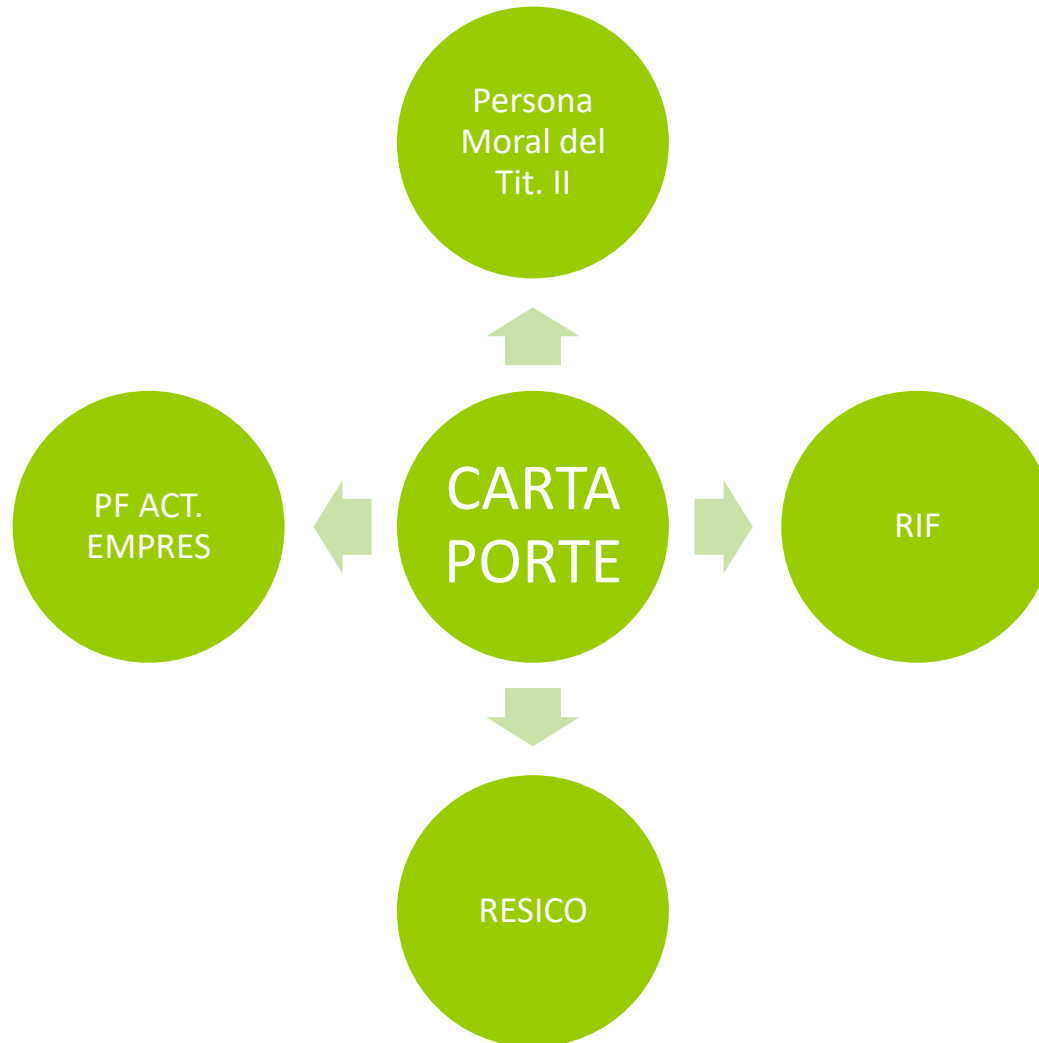 Persona
Moral del
Tit. II
PF ACT.
EMPRES
CARTA
PORTE
RIF
RESICO